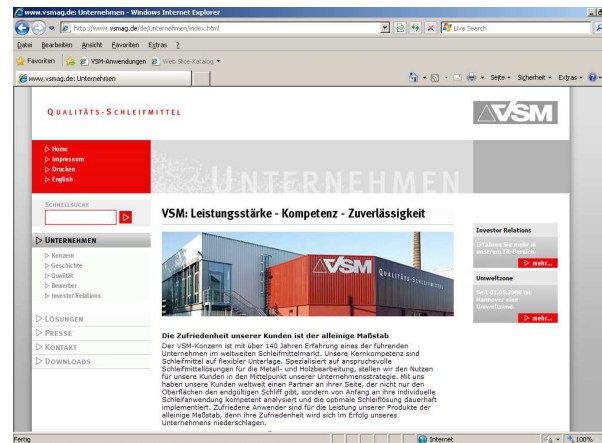 www.vsmag.de: Unternehmen - Windows Internet Explorer
http://www.vsmag.de/de/unternehmen/index.html
Live Search
Datei Bearbeiten Ansicht Favoriten Extras ?
Favoriten VSM-Anwendungen Web Slice-Katalog
www.vsmag.de: Unternehmen
Seite Sicherheit Extras
QUALITÄTS-SCHLEIFMITTEL
VSM
Home
Impressum
Drucken
English
UNTERNEHMEN
SCHNELLSUCHE
UNTERNEHMEN
Konzern
Geschichte
Qualität
Bewerber
Investor Relations
LÖSUNGEN
PRESSE
KONTAKT
DOWNLOADS
VSM: Leistungsstärke - Kompetenz - Zuverlässigkeit
VSM QUALITÄTS-SCHLEIFMITTEL
Die Zufriedenheit unserer Kunden ist der alleinige Maßstab
Der VSM-Konzern ist mit über 140 Jahren Erfahrung eines der führenden
Unternehmen im weltweiten Schleifmittelmarkt. Unsere Kernkompetenz sind
Schleifmittel auf flexibler Unterlage. Spezialisiert auf anspruchsvolle
Schleifmittellösungen für die Metall- und Holzbearbeitung, stellen wir den Nutzen
für unsere Kunden in den Mittelpunkt unserer Unternehmensstrategie. Mit uns
haben unsere Kunden weltweit einen Partner an ihrer Seite, der nicht nur den
Oberflächen den endgültigen Schliff gibt, sondern von Anfang an ihre individuelle
Schleifanwendung kompetent analysiert und die optimale Schleiflösung dauerhaft
implementiert. Zufriedene Anwender sind für die Leistung unserer Produkte der
alleinige Maßstab, denn ihre Zufriedenheit wird sich im Erfolg unseres
Unternehmens niederschlagen.
Investor Relations
Erfahren Sie mehr in
unserem IR-Bereich.
mehr...
Umweltzone
Seit 01.01.2008 ist
Hannover eine
Umweltzone.
mehr...
Fertig
Internet
100%